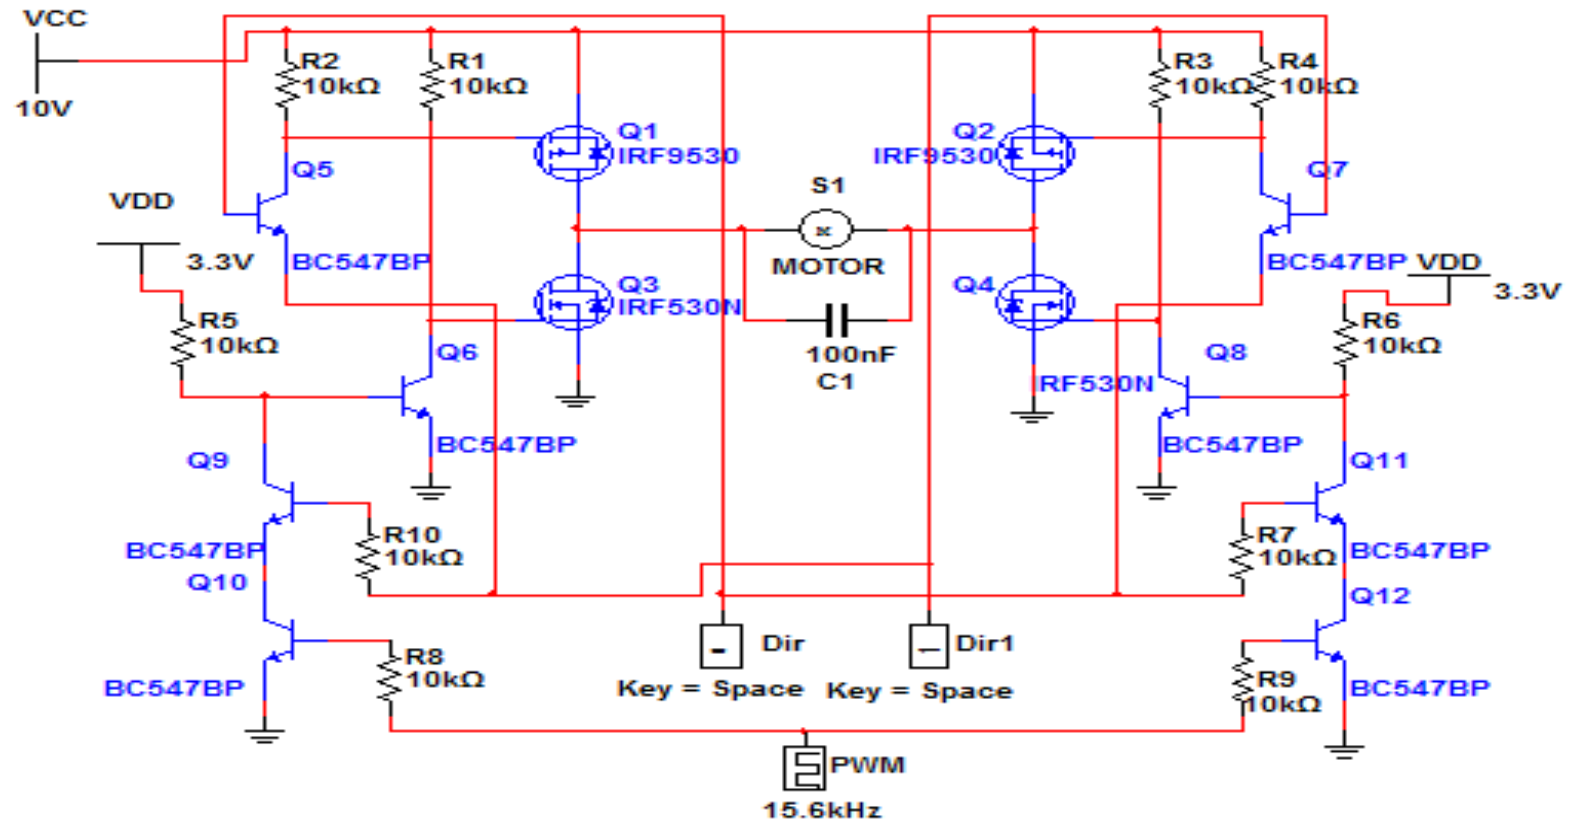 VCC
10V
R2
10kΩ
R1
10kΩ
R3
10kΩ
R4
10kΩ
Q1
IRF9530
Q2
IRF9530
Q5
BC547BP
Q7
BC547BP
S1
MOTOR
VDD
3.3V
VDD
3.3V
Q3
IRF530N
Q4
IRF530N
100nF
C1
R5
10kΩ
R6
10kΩ
Q6
BC547BP
Q8
BC547BP
Q9
BC547BP
Q11
BC547BP
R10
10kΩ
R7
10kΩ
Q10
BC547BP
Q12
BC547BP
R8
10kΩ
R9
10kΩ
Dir
Key = Space
Dir1
Key = Space
PWM
15.6kHz